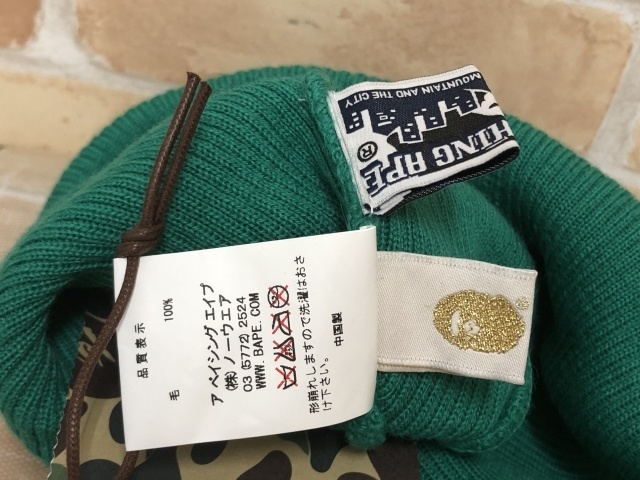 MOUNTAIN AND THE CITY
HING APE
®
品質表示
毛 100%
ア ベイシング エイプ
(株) ノーウエア
03 (5772) 2524
WWW. BAPE. COM
形崩れしますので洗濯はおさ
け下さい。
中国製